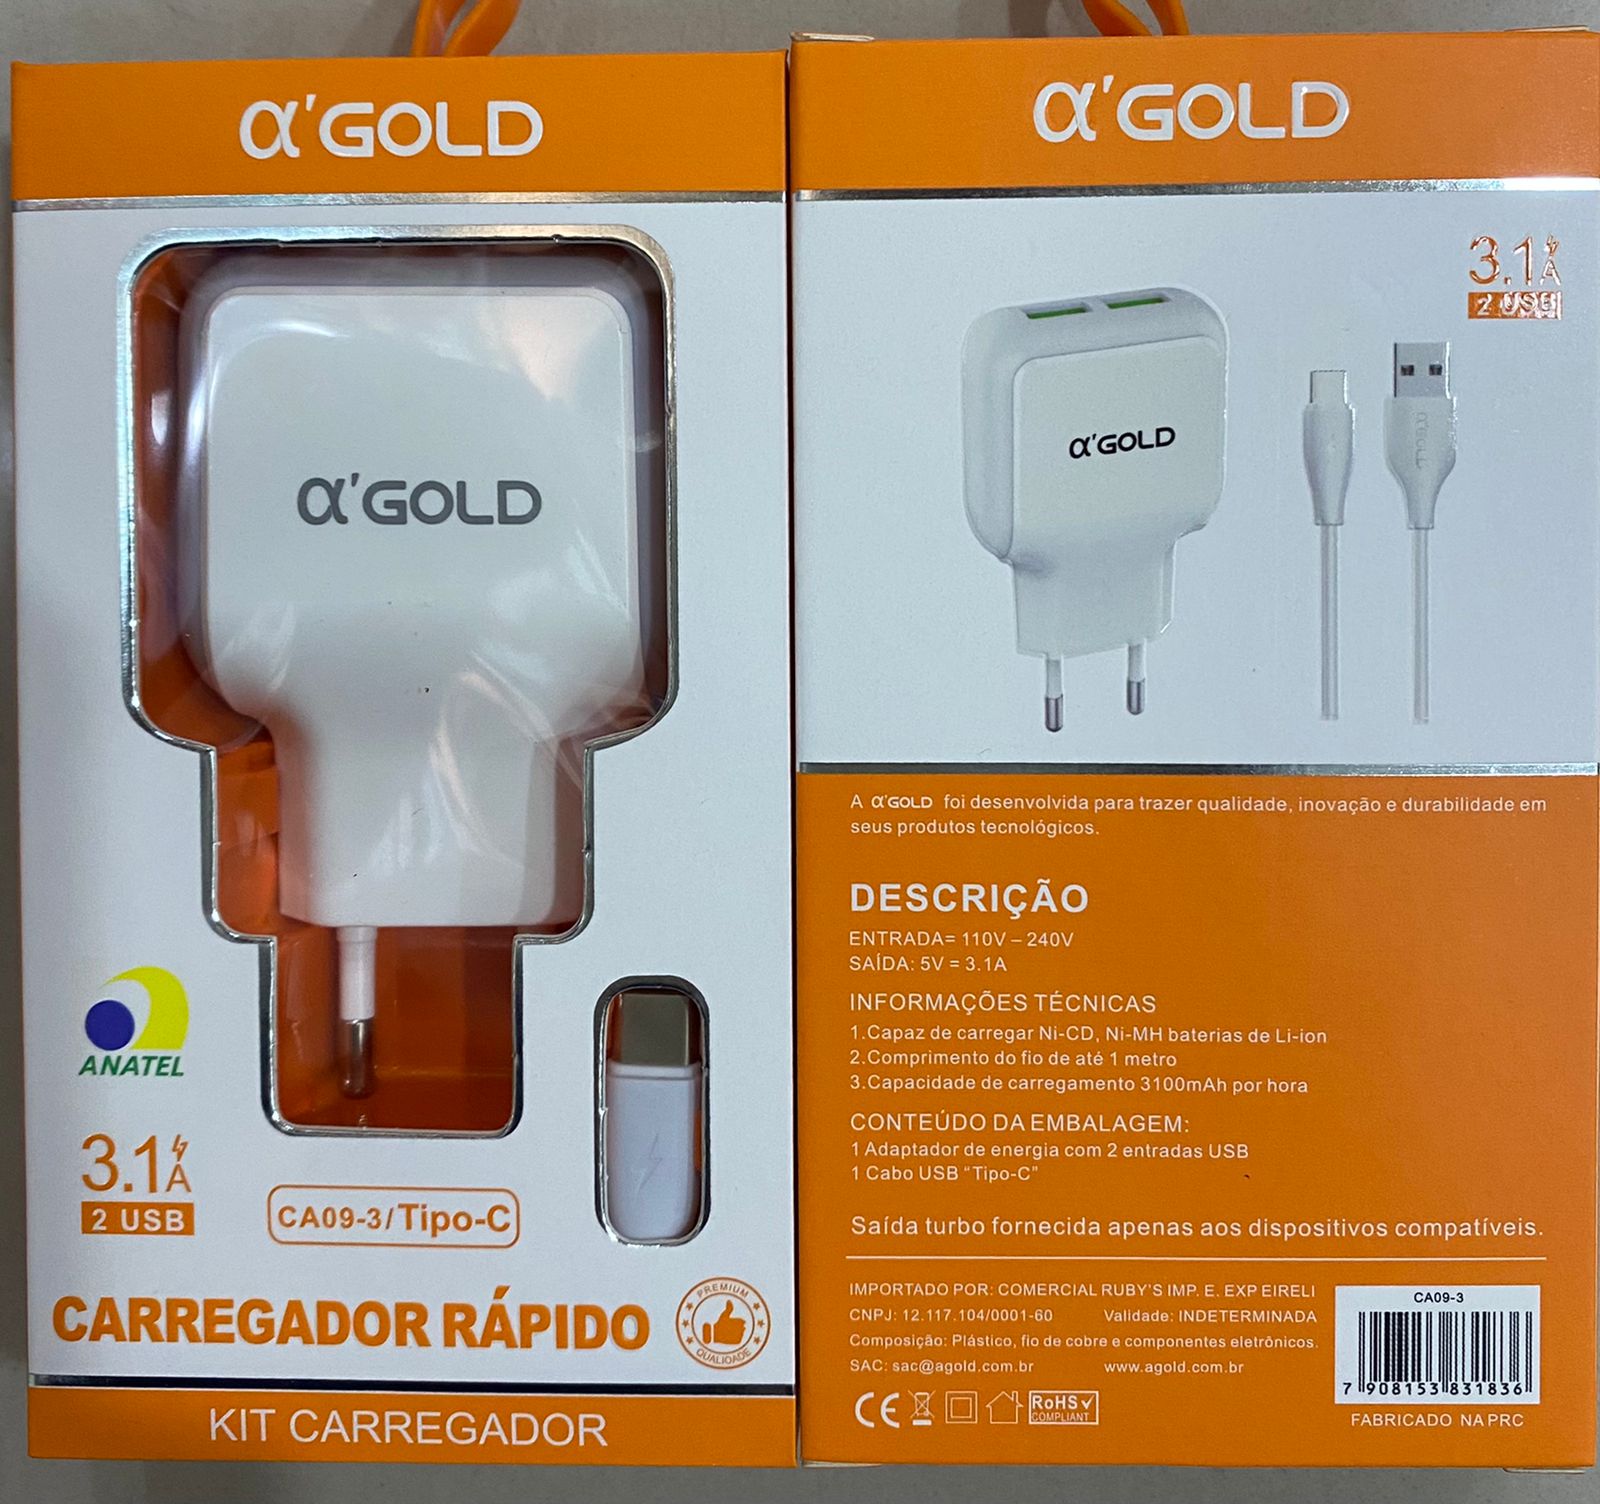 α'GOLD
α'GOLD
ANATEL
3.1A
2 USB
CA09-3/Tipo-C
CARREGADOR RÁPIDO
PREMIUM
QUALIDADE
KIT CARREGADOR
α'GOLD
3.1A
2 USB
α'GOLD
α'GOLD
A α'GOLD foi desenvolvida para trazer qualidade, inovação e durabilidade em
seus produtos tecnológicos.
DESCRIÇÃO
ENTRADA= 110V – 240V
SAÍDA: 5V = 3.1A
INFORMAÇÕES TÉCNICAS
1.Capaz de carregar Ni-CD, Ni-MH baterias de Li-ion
2.Comprimento do fio de até 1 metro
3.Capacidade de carregamento 3100mAh por hora
CONTEÚDO DA EMBALAGEM:
1 Adaptador de energia com 2 entradas USB
1 Cabo USB “Tipo-C”
Saída turbo fornecida apenas aos dispositivos compatíveis.
IMPORTADO POR: COMERCIAL RUBY'S IMP. E. EXP EIRELI
CNPJ: 12.117.104/0001-60 Validade: INDETERMINADA
Composição: Plástico, fio de cobre e componentes eletrônicos.
SAC: sac@agold.com.br www.agold.com.br
CE RoHS
COMPLIANT
CA09-3
7 908153 831836
FABRICADO NA PRC